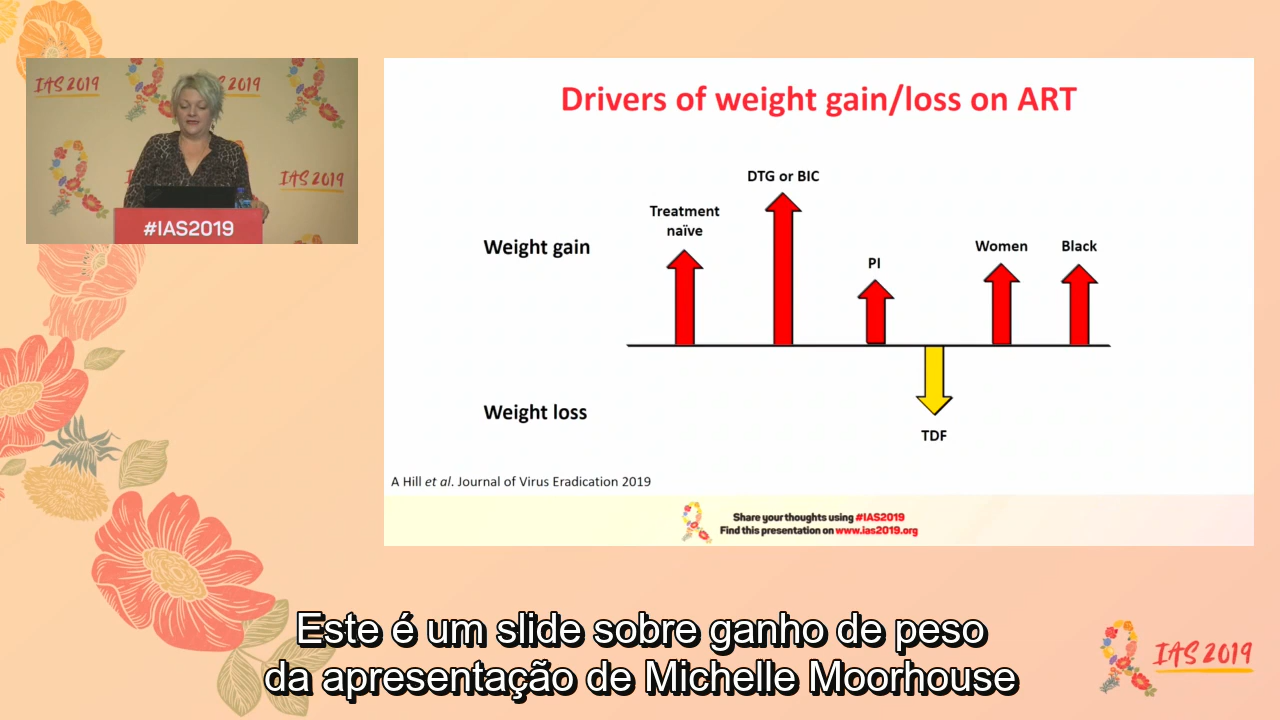 IAS 2019
S 2019
IAS 2019
#IAS2019
Drivers of weight gain/loss on ART
DTG or BIC
Treatment
naïve
Weight gain
PI
Women
Black
Weight loss
TDF
A Hill et al. Journal of Virus Eradication 2019
Share your thoughts using #IAS2019
Find this presentation on www.ias2019.org
Este é um slide sobre ganho de peso
da apresentação de Michelle Moorhouse
IAS 2019